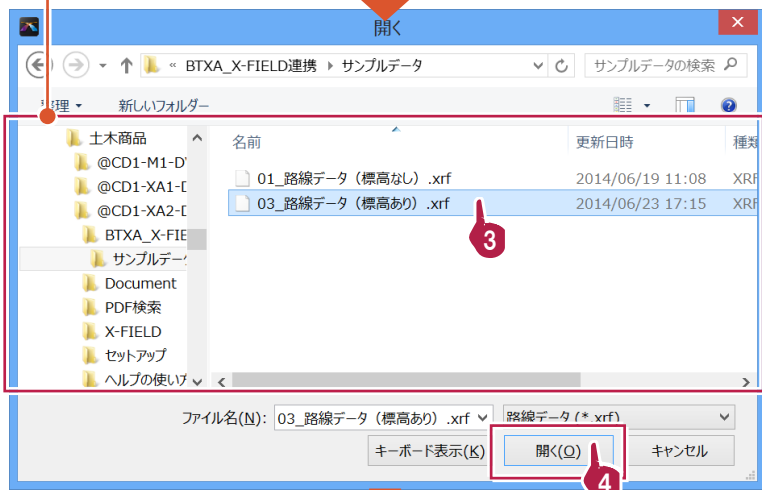 開く
« BTXA_X-FIELD連携 ▸ サンプルデータ
サンプルデータの検索
整理 ▾ 新しいフォルダー
土木商品
@CD1-M1-D
@CD1-XA1-D
@CD1-XA2-D
BTXA_X-FIE
サンプルデー
Document
PDF検索
X-FIELD
セットアップ
ヘルプの使い方
名前 更新日時 種類
01_路線データ（標高なし）.xrf 2014/06/19 11:08 XRF
03_路線データ（標高あり）.xrf 2014/06/23 17:15 XRF
3
ファイル名(N): 03_路線データ（標高あり）.xrf 路線データ (*.xrf)
キーボード表示(K) 開く(O) キャンセル
4